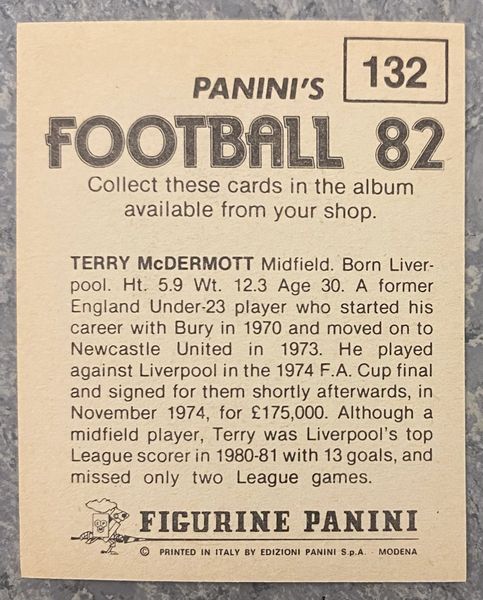 132
PANINI'S
FOOTBALL 82
Collect these cards in the album
available from your shop.
TERRY McDERMOTT Midfield. Born Liver-
pool. Ht. 5.9 Wt. 12.3 Age 30. A former
England Under-23 player who started his
career with Bury in 1970 and moved on to
Newcastle United in 1973. He played
against Liverpool in the 1974 F.A. Cup final
and signed for them shortly afterwards, in
November 1974, for £175,000. Although a
midfield player, Terry was Liverpool's top
League scorer in 1980-81 with 13 goals, and
missed only two League games.
FIGURINE PANINI
© PRINTED IN ITALY BY EDIZIONI PANINI S.p.A. - MODENA